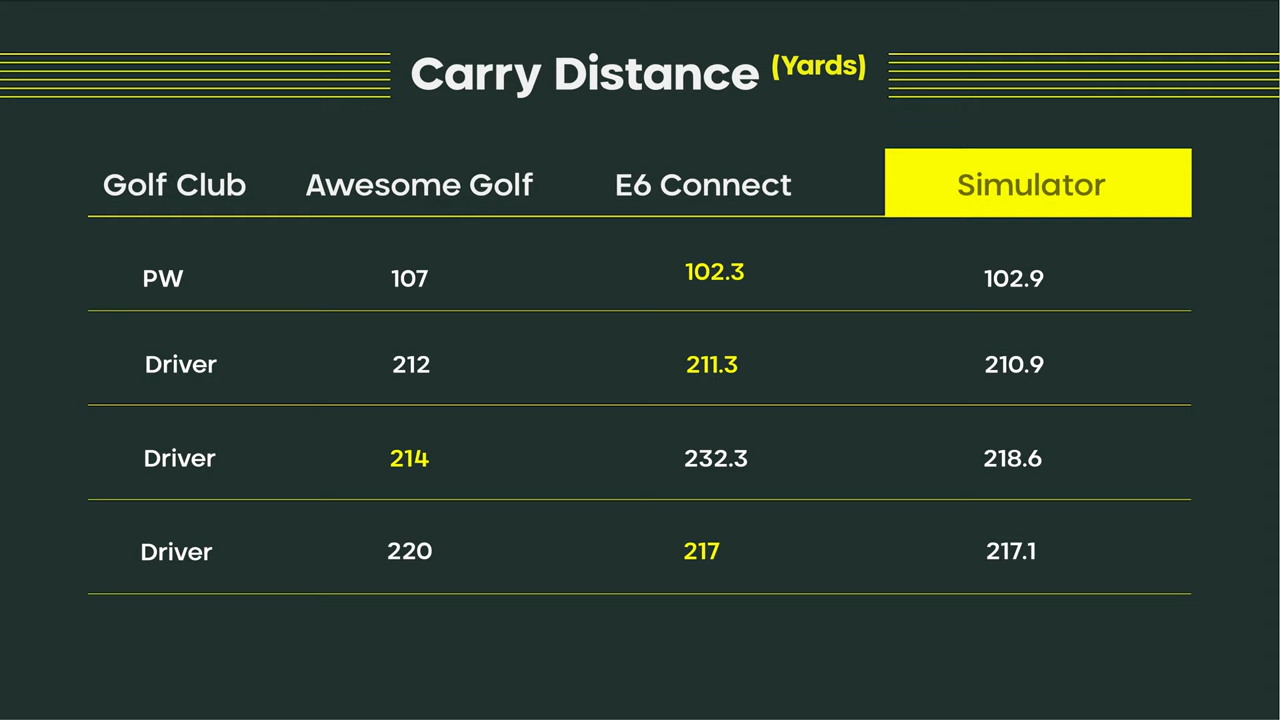 Carry Distance (Yards)
Golf Club Awesome Golf E6 Connect Simulator
PW 107 102.3 102.9
Driver 212 211.3 210.9
Driver 214 232.3 218.6
Driver 220 217 217.1